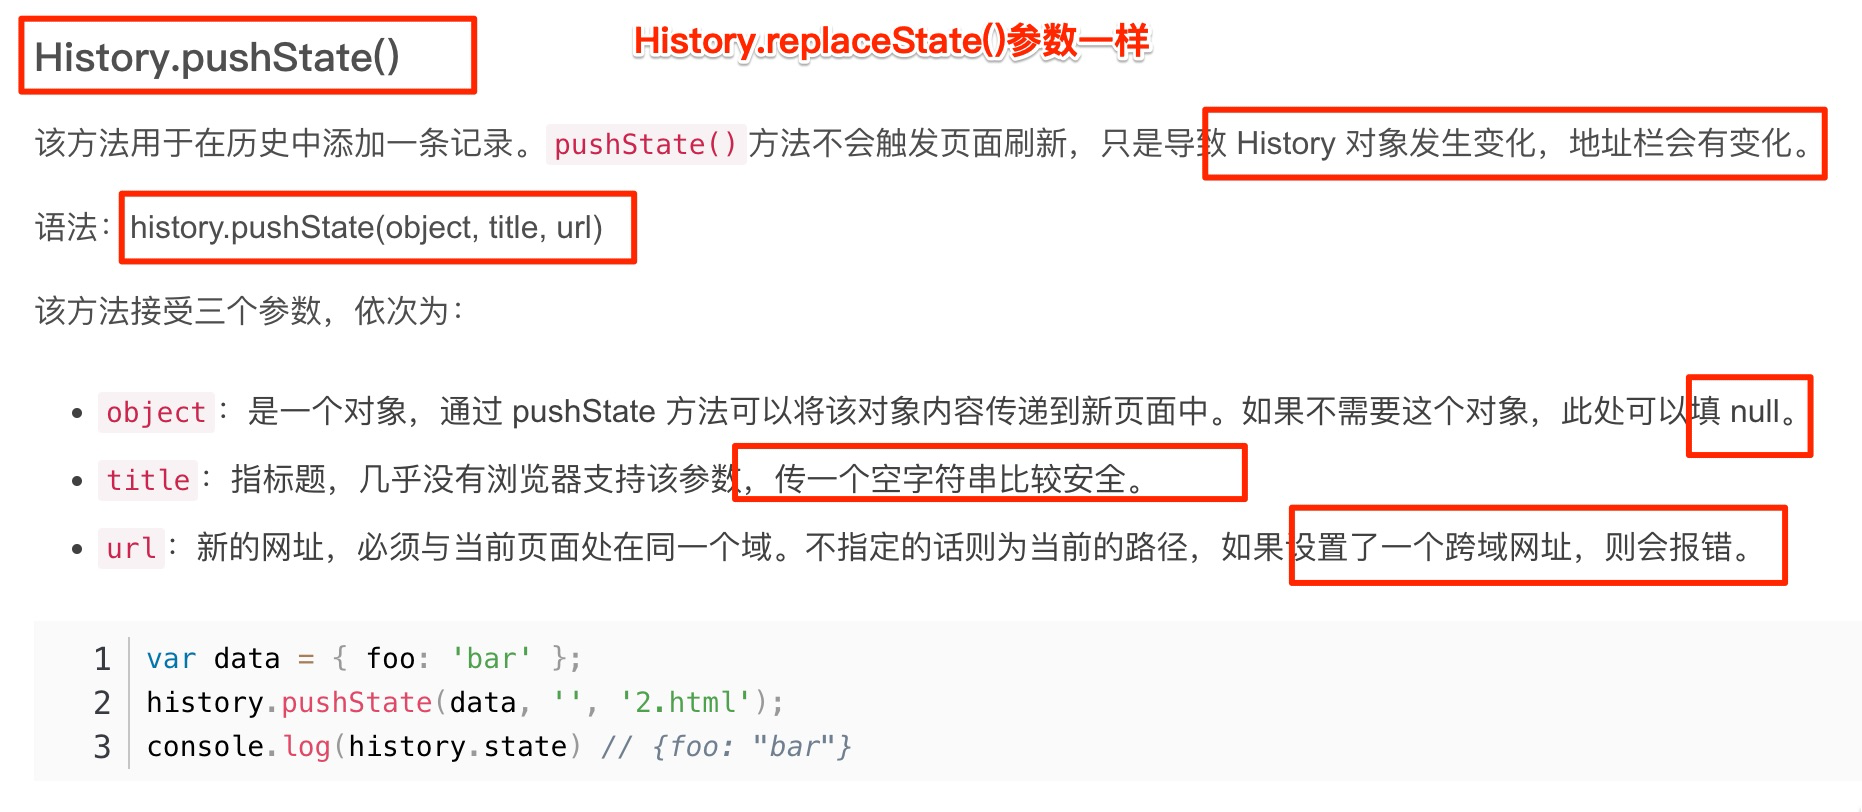 History.pushState()
History.replaceState()参数一样
该方法用于在历史中添加一条记录。pushState()方法不会触发页面刷新，只是导致 History 对象发生变化，地址栏会有变化。
语法：history.pushState(object, title, url)
该方法接受三个参数，依次为：
• object：是一个对象，通过 pushState 方法可以将该对象内容传递到新页面中。如果不需要这个对象，此处可以填 null。
• title：指标题，几乎没有浏览器支持该参数，传一个空字符串比较安全。
• url：新的网址，必须与当前页面处在同一个域。不指定的话则为当前的路径，如果设置了一个跨域网址，则会报错。
1 var data = { foo: 'bar' };
2 history.pushState(data, '', '2.html');
3 console.log(history.state) // {foo: "bar"}